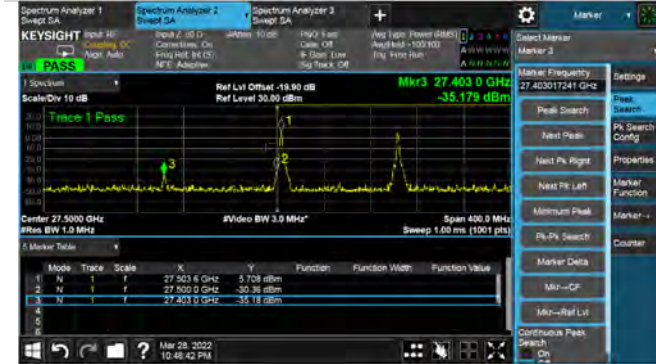 Spectrum Analyzer 1
Swept SA
Spectrum Analyzer 2
Swept SA
Spectrum Analyzer 3
Swept SA
Marker
KEYSIGHT
Input: RF
Coupling: DC
Align: Auto
Input Z: 50 Ω
Corrections: On
Freq Ref: Int (S)
NFE: Adaptive
Atten: 10 dB
PNO: Fast
Gate: Off
IF Gain: Low
Sig Track: Off
Avg Type: Power (RMS)
Avg|Hold: >100/100
Trig: Free Run
PASS
Select Marker
Marker 3
1 Spectrum
Scale/Div 10 dB
Ref Lvl Offset -19.90 dB
Ref Level 30.00 dBm
Mkr3 27.403 0 GHz
-35.179 dBm
Trace 1 Pass
1
2
3
Center 27.5000 GHz
#Res BW 1.0 MHz
#Video BW 3.0 MHz*
Span 400.0 MHz
Sweep 1.00 ms (1001 pts)
5 Marker Table
Mode Trace Scale X Y Function Function Width Function Value
1 N 1 f 27.503 6 GHz 5.708 dBm
2 N 1 f 27.500 0 GHz -30.36 dBm
3 N 1 f 27.403 0 GHz -35.18 dBm
4
5
6
Mar 28, 2022
10:48:42 PM
Marker Frequency
27.403017241 GHz
Peak Search
Next Peak
Next Pk Right
Next Pk Left
Minimum Peak
Pk-Pk Search
Marker Delta
Mkr→CF
Mkr→Ref Lvl
Continuous Peak
Search
On
Settings
Peak
Search
Pk Search
Config
Properties
Marker
Function
Marker→
Counter